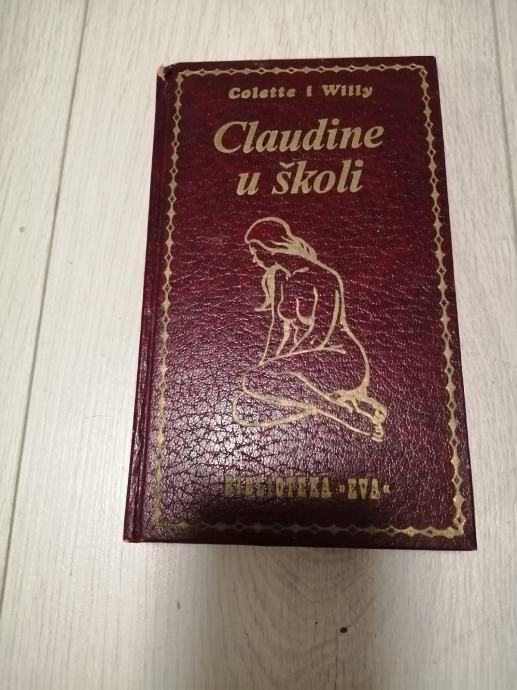 Colette i Willy
Claudine
u školi
BIBLIOTEKA »EVA«